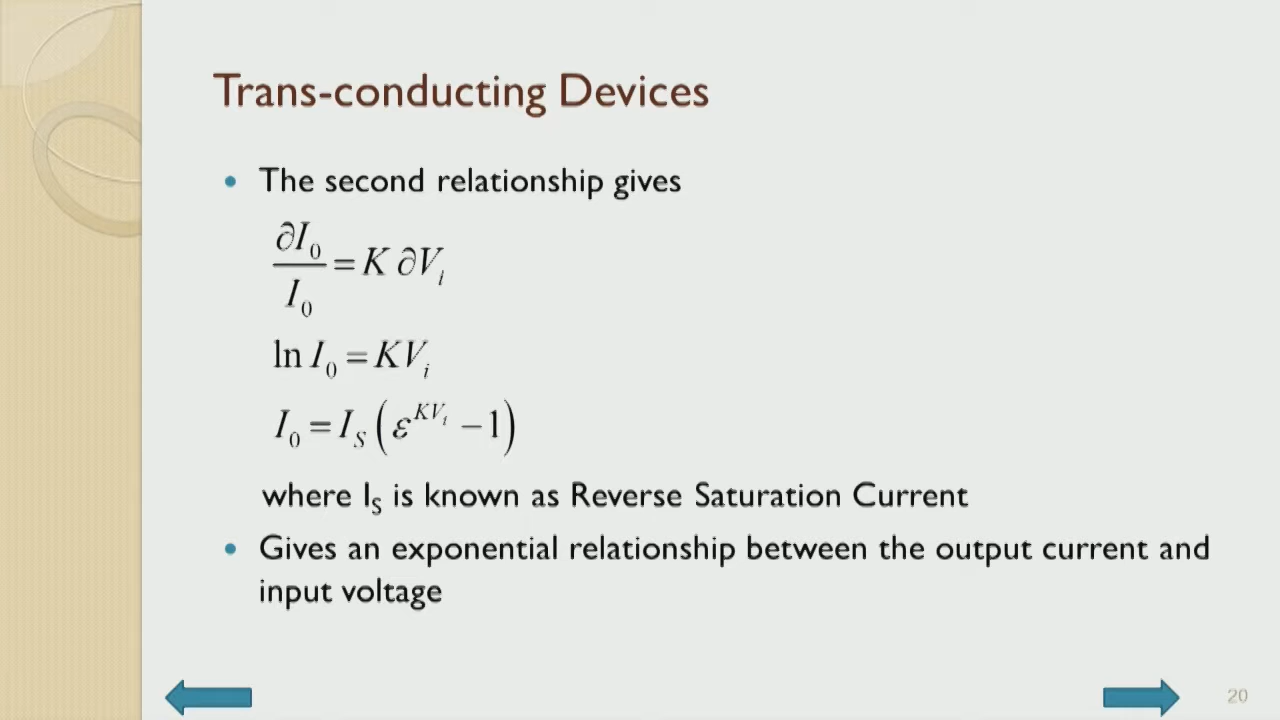 Trans-conducting Devices
• The second relationship gives
∂I₀/I₀ = K ∂Vᵢ
ln I₀ = KVᵢ
I₀ = I_S (ε^{KVᵢ} − 1)
where I_S is known as Reverse Saturation Current
• Gives an exponential relationship between the output current and
input voltage
20